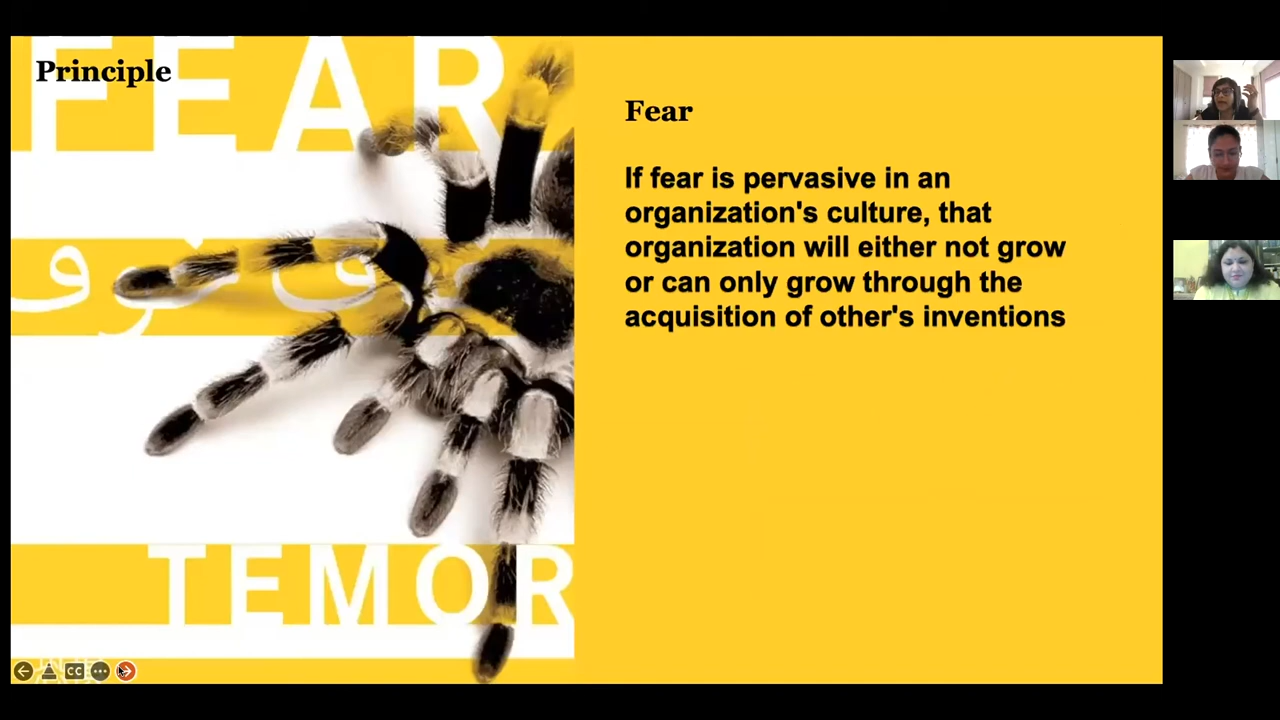 FEAR
Principle
Fear
If fear is pervasive in an
organization's culture, that
organization will either not grow
or can only grow through the
acquisition of other's inventions
TEMOR
CC